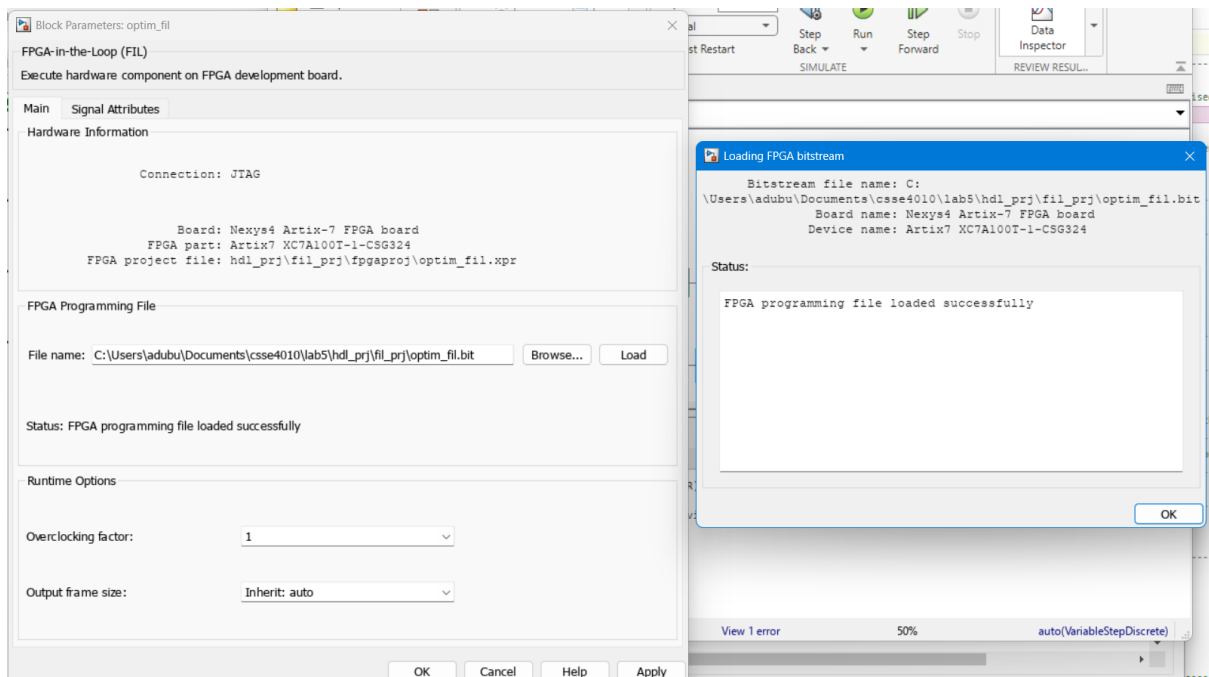 Block Parameters: optim_fil
FPGA-in-the-Loop (FIL)
Execute hardware component on FPGA development board.
Main Signal Attributes
Hardware Information
Connection: JTAG
Board: Nexys4 Artix-7 FPGA board
FPGA part: Artix7 XC7A100T-1-CSG324
FPGA project file: hdl_prj\fil_prj\fpgaproj\optim_fil.xpr
FPGA Programming File
File name: C:\Users\adubu\Documents\csse4010\lab5\hdl_prj\fil_prj\optim_fil.bit Browse... Load
Status: FPGA programming file loaded successfully
Runtime Options
Overclocking factor: 1
Output frame size: Inherit: auto
OK Cancel Help Apply
al
st Restart
Step Back
Run
Step Forward
Stop
SIMULATE
Data Inspector
REVIEW RESUL...
Loading FPGA bitstream
Bitstream file name: C:
\Users\adubu\Documents\csse4010\lab5\hdl_prj\fil_prj\optim_fil.bit
Board name: Nexys4 Artix-7 FPGA board
Device name: Artix7 XC7A100T-1-CSG324
Status:
FPGA programming file loaded successfully
OK
View 1 error 50% auto(VariableStepDiscrete)